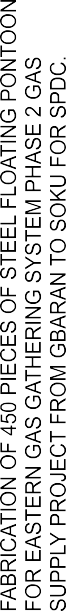 FABRICATION OF 450 PIECES OF STEEL FLOATING PONTOON
FOR EASTERN GAS GATHERING SYSTEM PHASE 2 GAS
SUPPLY PROJECT FROM GBARAN TO SOKU FOR SPDC.